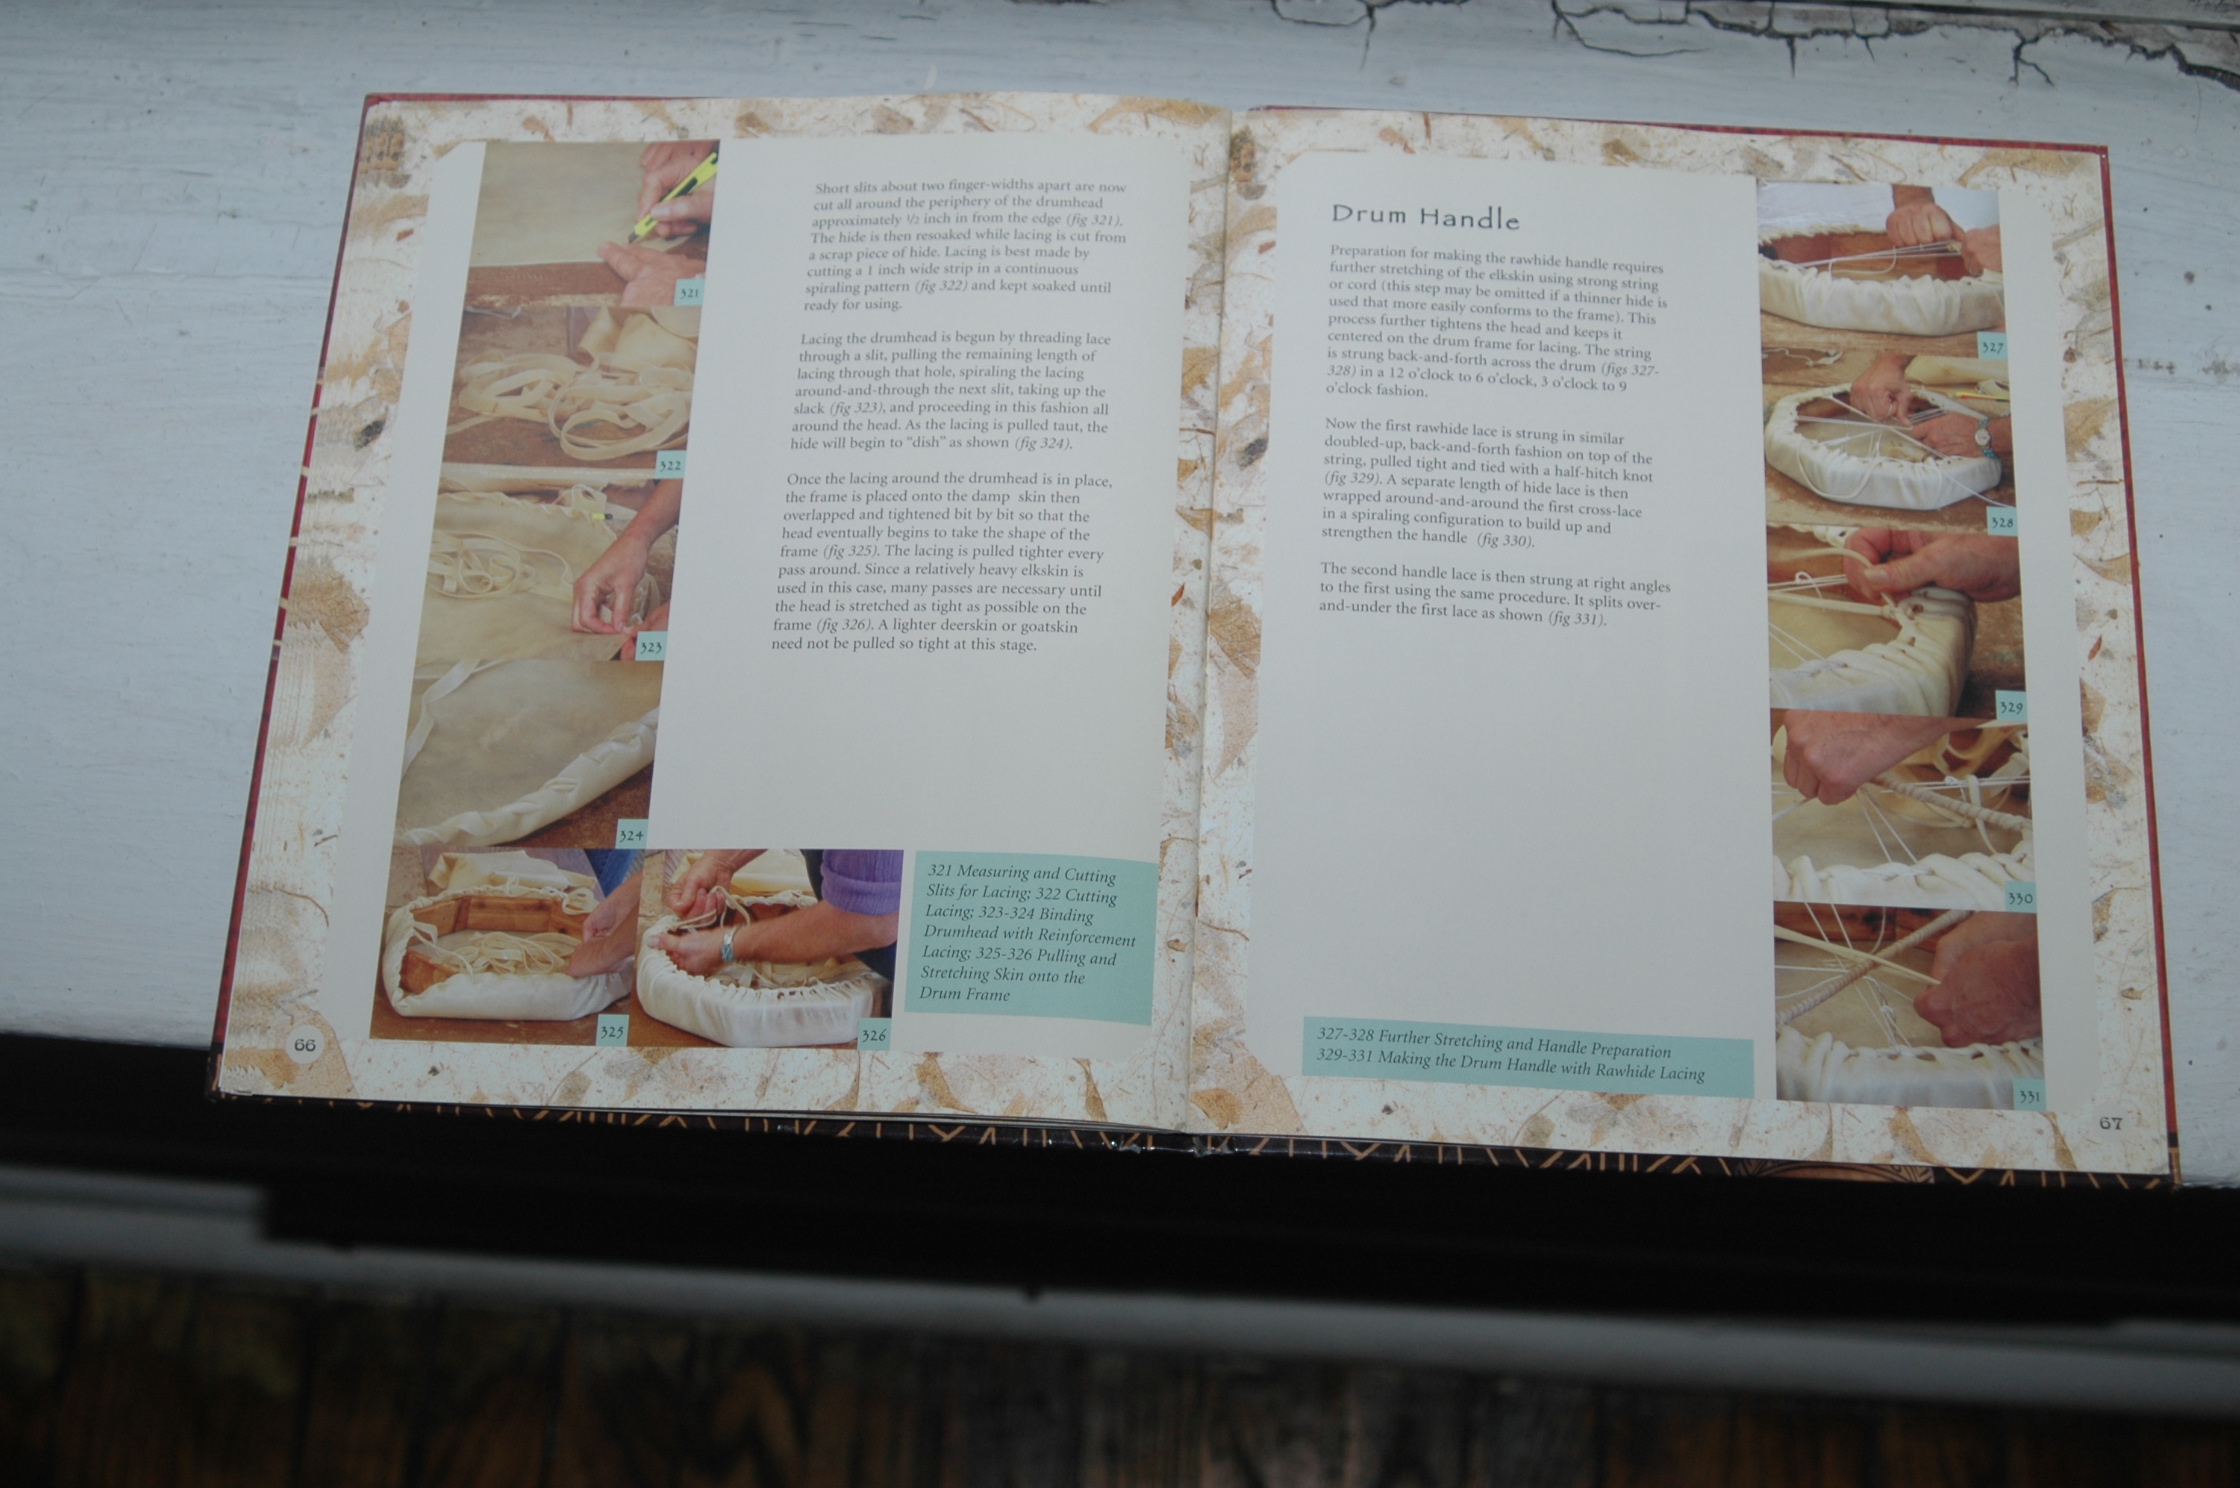 Short slits about two finger-widths apart are now
cut all around the periphery of the drumhead
approximately 1/2 inch in from the edge (fig 321).
The hide is then resoaked while lacing is cut from
a scrap piece of hide. Lacing is best made by
cutting a 1 inch wide strip in a continuous
spiraling pattern (fig 322) and kept soaked until
ready for using.
Lacing the drumhead is begun by threading lace
through a slit, pulling the remaining length of
lacing through that hole, spiraling the lacing
around-and-through the next slit, taking up the
slack (fig 323), and proceeding in this fashion all
around the head. As the lacing is pulled taut, the
hide will begin to "dish" as shown (fig 324).
Once the lacing around the drumhead is in place,
the frame is placed onto the damp skin then
overlapped and tightened bit by bit so that the
head eventually begins to take the shape of the
frame (fig 325). The lacing is pulled tighter every
pass around. Since a relatively heavy elkskin is
used in this case, many passes are necessary until
the head is stretched as tight as possible on the
frame (fig 326). A lighter deerskin or goatskin
need not be pulled so tight at this stage.
321
322
323
324
325
326
321 Measuring and Cutting
Slits for Lacing; 322 Cutting
Lacing; 323-324 Binding
Drumhead with Reinforcement
Lacing; 325-326 Pulling and
Stretching Skin onto the
Drum Frame
66
Drum Handle
Preparation for making the rawhide handle requires
further stretching of the elkskin using strong string
or cord (this step may be omitted if a thinner hide is
used that more easily conforms to the frame). This
process further tightens the head and keeps it
centered on the drum frame for lacing. The string
is strung back-and-forth across the drum (figs 327-
328) in a 12 o'clock to 6 o'clock, 3 o'clock to 9
o'clock fashion.
Now the first rawhide lace is strung in similar
doubled-up, back-and-forth fashion on top of the
string, pulled tight and tied with a half-hitch knot
(fig 329). A separate length of hide lace is then
wrapped around-and-around the first cross-lace
in a spiraling configuration to build up and
strengthen the handle (fig 330).
The second handle lace is then strung at right angles
to the first using the same procedure. It splits over-
and-under the first lace as shown (fig 331).
327
328
329
330
331
327-328 Further Stretching and Handle Preparation
329-331 Making the Drum Handle with Rawhide Lacing
67